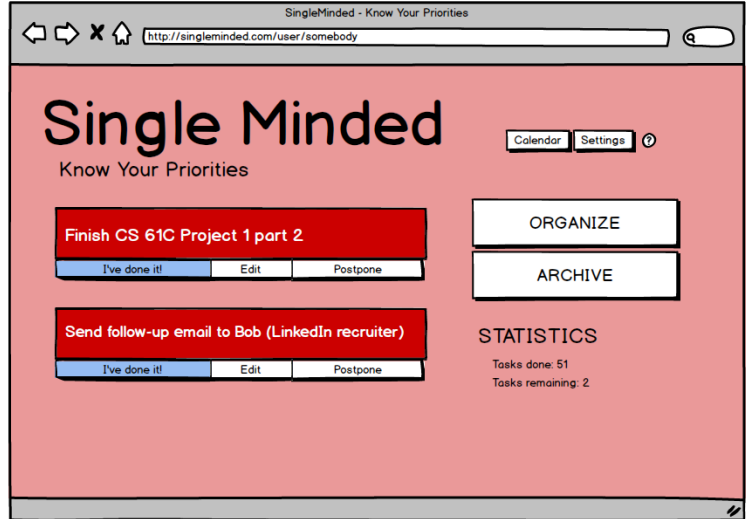 SingleMinded - Know Your Priorities
http://singleminded.com/user/somebody
Single Minded
Know Your Priorities
Calendar Settings ?
Finish CS 61C Project 1 part 2
I've done it! Edit Postpone
Send follow-up email to Bob (LinkedIn recruiter)
I've done it! Edit Postpone
ORGANIZE
ARCHIVE
STATISTICS
Tasks done: 51
Tasks remaining: 2